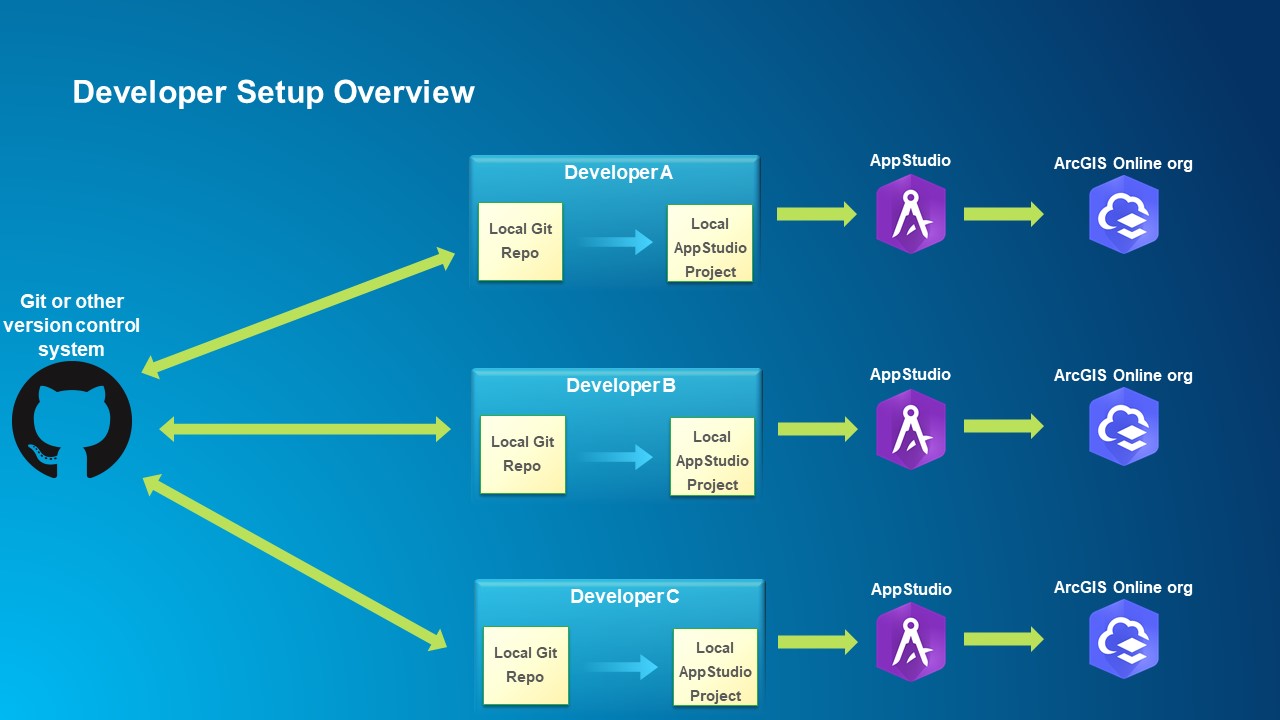 Developer Setup Overview
Developer A
Local Git
Repo
Local
AppStudio
Project
AppStudio
ArcGIS Online org
Git or other
version control
system
Developer B
Local Git
Repo
Local
AppStudio
Project
AppStudio
ArcGIS Online org
Developer C
Local Git
Repo
Local
AppStudio
Project
AppStudio
ArcGIS Online org